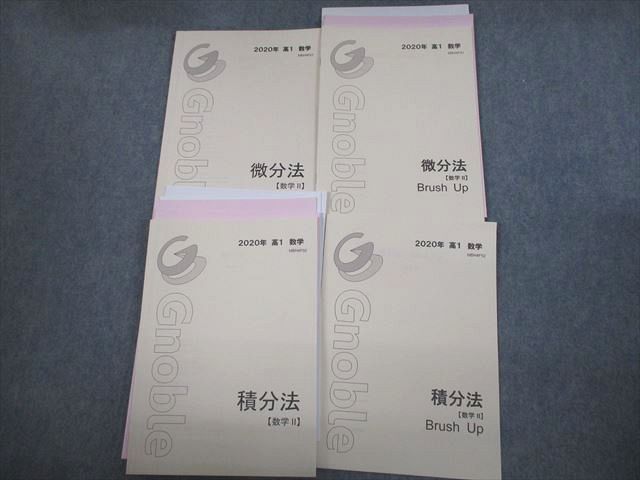 2020年 高1 数学
Gnoble
微分法
【数学Ⅱ】
2020年 高1 数学
Gnoble
微分法
【数学Ⅱ】
Brush Up
2020年 高1 数学
Gnoble
積分法
【数学Ⅱ】
2020年 高1 数学
Gnoble
積分法
【数学Ⅱ】
Brush Up